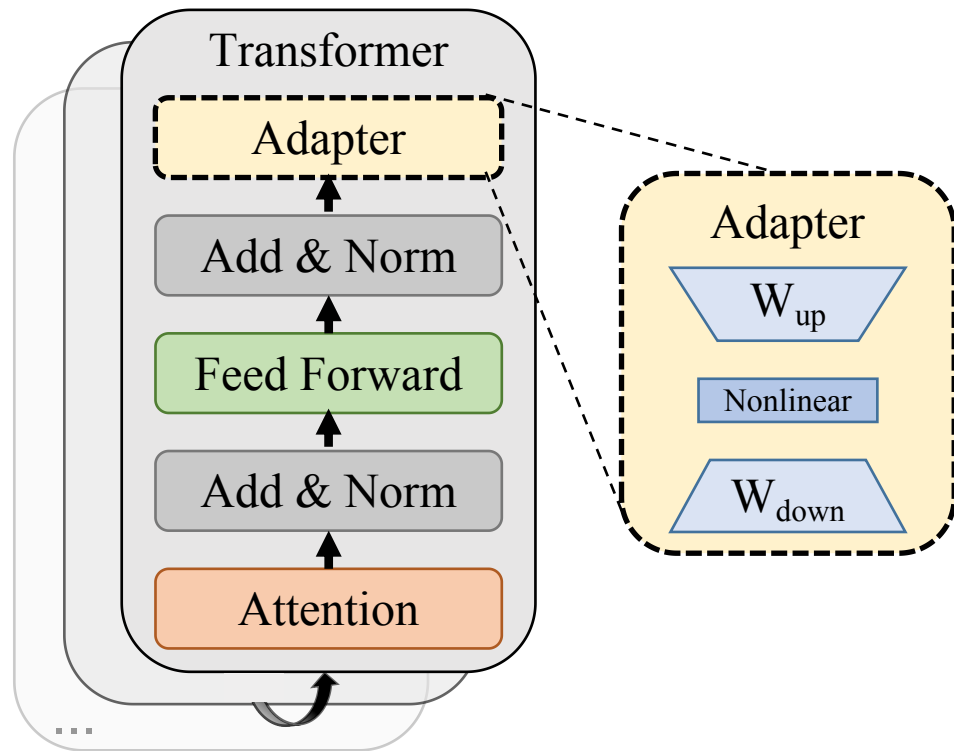 Transformer
Adapter
Add & Norm
Feed Forward
Add & Norm
Attention
...
Adapter
W_up
Nonlinear
W_down